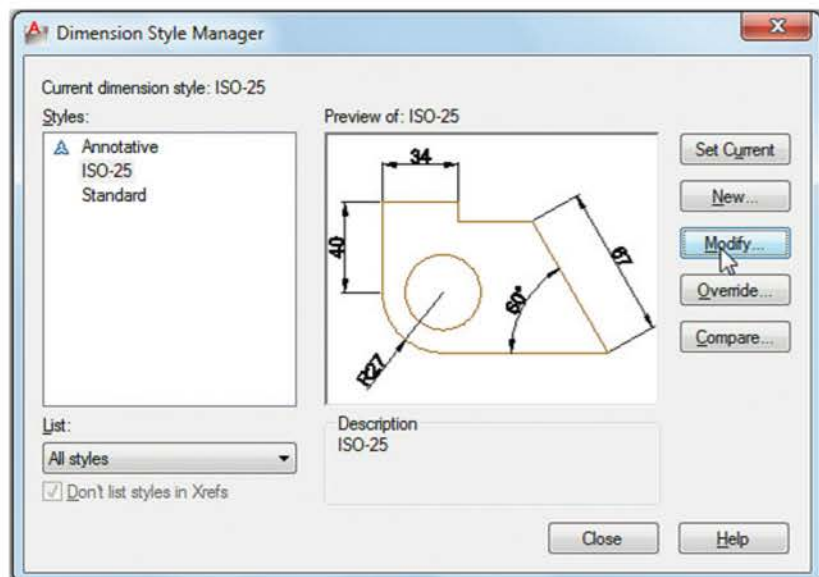 Dimension Style Manager
Current dimension style: ISO-25
Styles:
Annotative
ISO-25
Standard
Preview of: ISO-25
34
40
67
60°
R27
Set Current
New...
Modify...
Override...
Compare...
List:
All styles
Don't list styles in Xrefs
Description
ISO-25
Close
Help